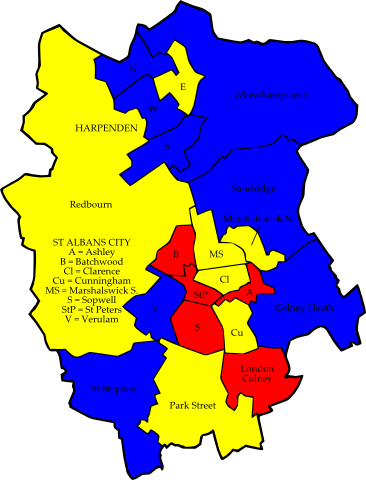 N
E
Wheathampstead
W
HARPENDEN
S
Sandridge
Redbourn
Marshalswick N.
ST ALBANS CITY
A = Ashley
B = Batchwood
Cl = Clarence
Cu = Cunningham
MS = Marshalswick S.
S = Sopwell
StP = St Peters
V = Verulam
B
MS
Cl
StP
A
V
Colney Heath
S
Cu
London
Colney
St Stephen
Park Street